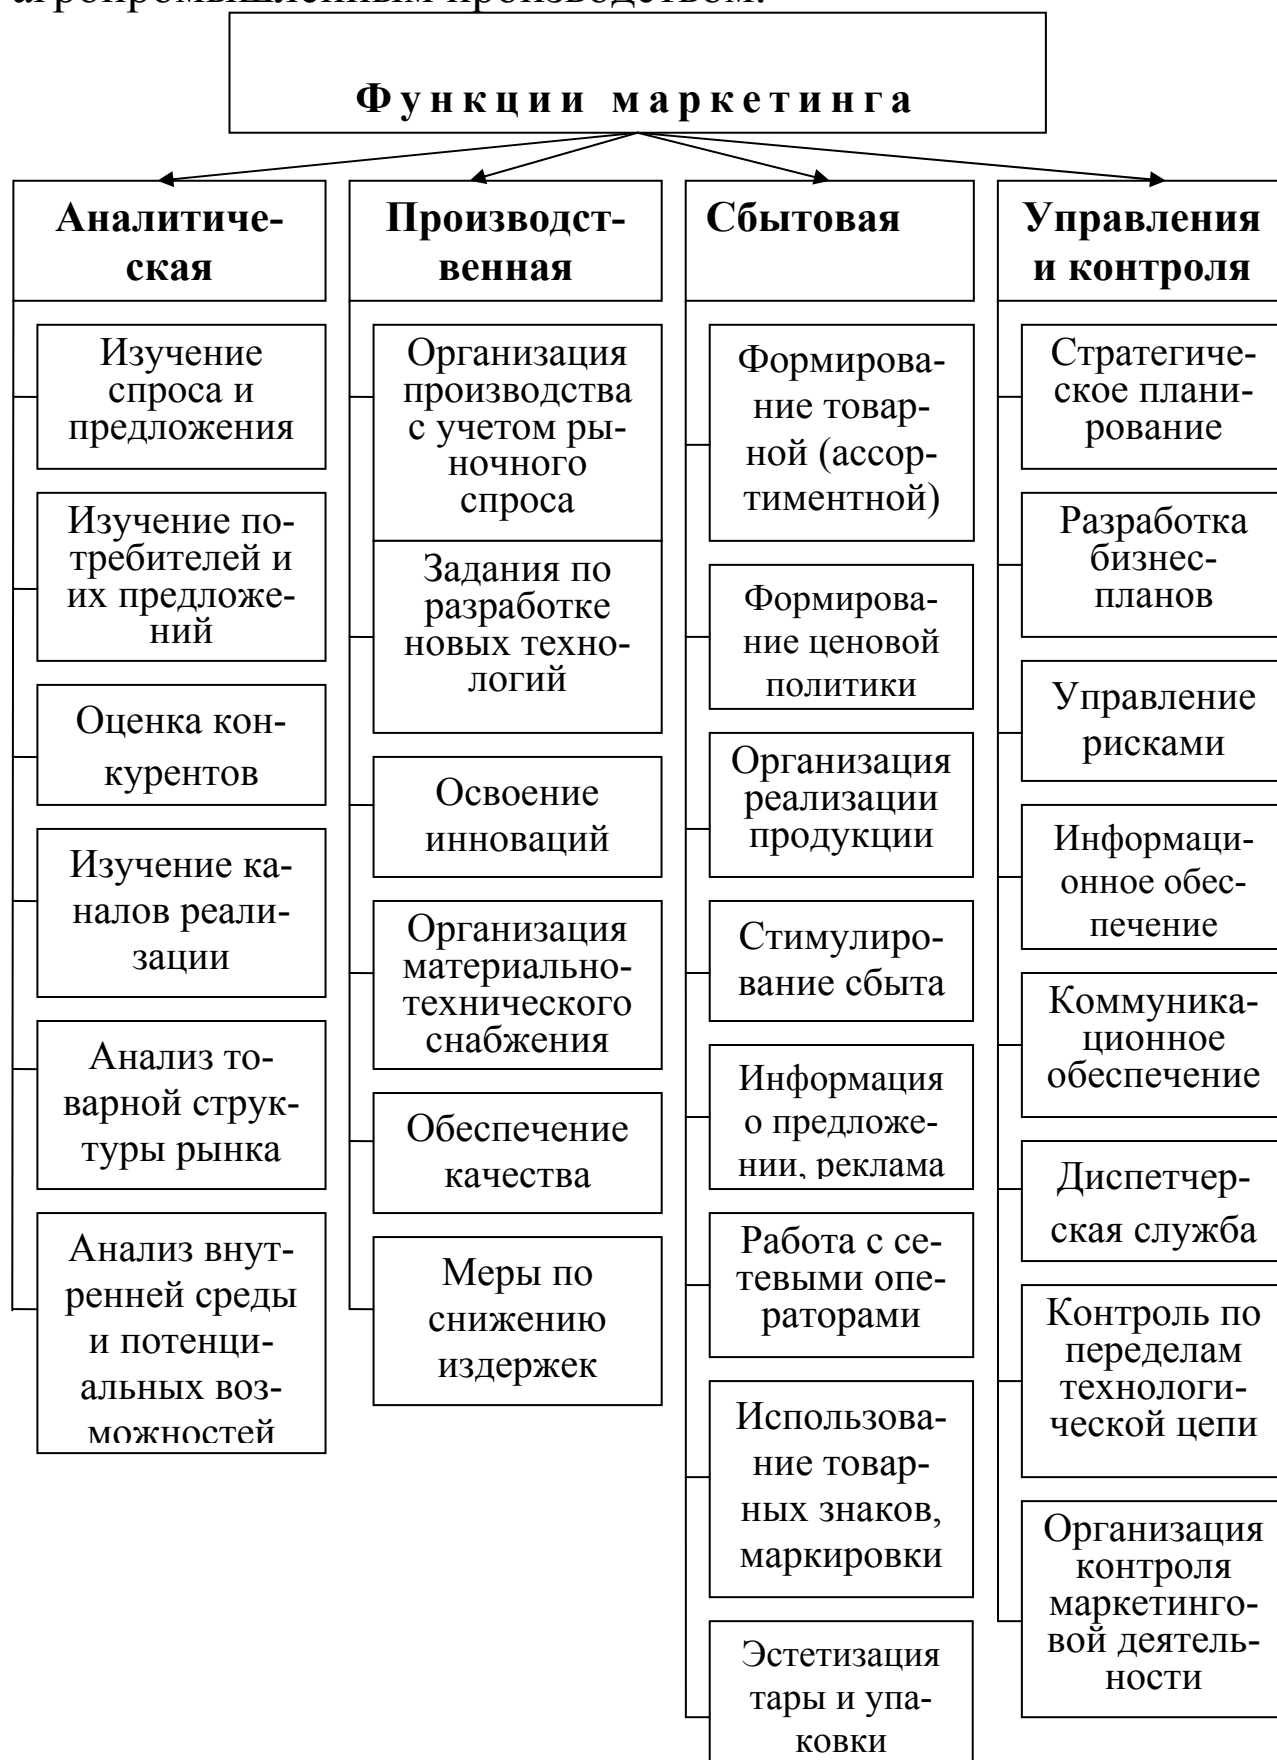 агропромышленным производством.
Функции маркетинга
Аналитиче-
ская
Изучение
спроса и
предложения
Изучение по-
требителей и
их предложе-
ний
Оценка кон-
курентов
Изучение ка-
налов реали-
зации
Анализ то-
варной струк-
туры рынка
Анализ внут-
ренней среды
и потенци-
альных воз-
можностей
Производст-
венная
Организация
производства
с учетом ры-
ночного
спроса
Задания по
разработке
новых техно-
логий
Освоение
инноваций
Организация
материально-
технического
снабжения
Обеспечение
качества
Меры по
снижению
издержек
Сбытовая
Формирова-
ние товар-
ной (ассор-
тиментной)
Формирова-
ние ценовой
политики
Организация
реализации
продукции
Стимулиро-
вание сбыта
Информация
о предложе-
нии, реклама
Работа с се-
тевыми опе-
раторами
Использова-
ние товар-
ных знаков,
маркировки
Эстетизация
тары и упа-
ковки
Управления
и контроля
Стратегиче-
ское плани-
рование
Разработка
бизнес-
планов
Управление
рисками
Информаци-
онное обес-
печение
Коммуника-
ционное
обеспечение
Диспетчер-
ская служба
Контроль по
переделам
технологи-
ческой цепи
Организация
контроля
маркетинго-
вой деятель-
ности